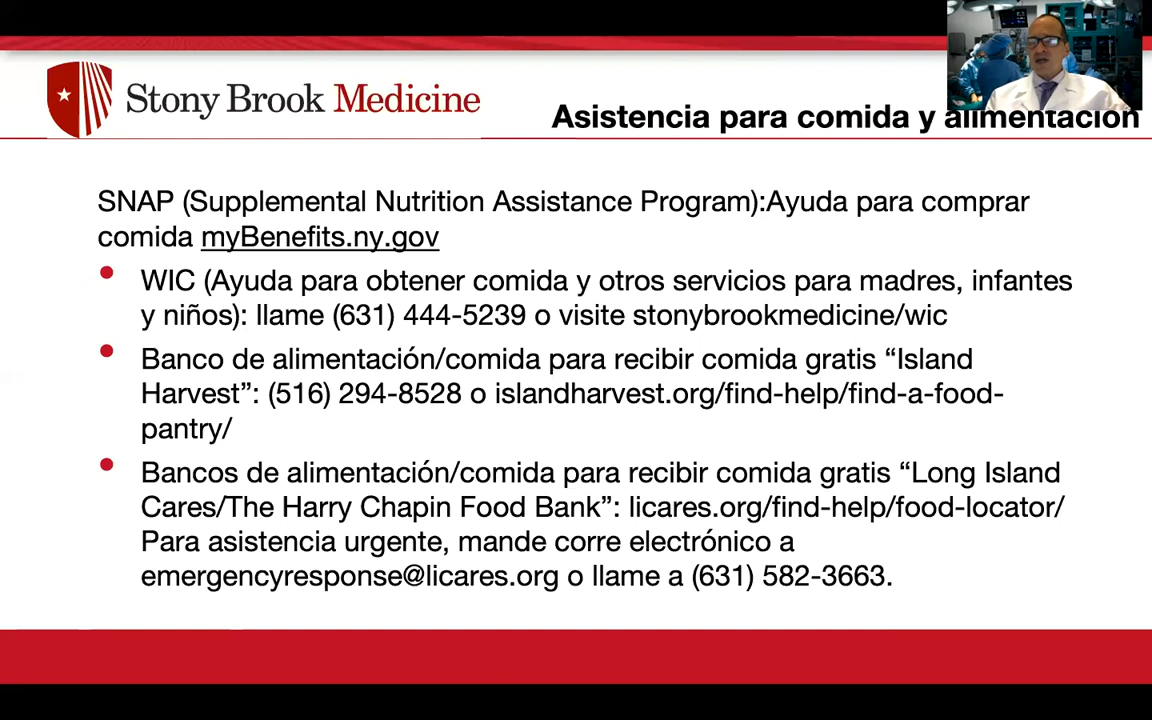 Stony Brook Medicine
Asistencia para comida y alimentación
SNAP (Supplemental Nutrition Assistance Program):Ayuda para comprar
comida myBenefits.ny.gov
• WIC (Ayuda para obtener comida y otros servicios para madres, infantes
y niños): llame (631) 444-5239 o visite stonybrookmedicine/wic
• Banco de alimentación/comida para recibir comida gratis “Island
Harvest”: (516) 294-8528 o islandharvest.org/find-help/find-a-food-
pantry/
• Bancos de alimentación/comida para recibir comida gratis “Long Island
Cares/The Harry Chapin Food Bank”: licares.org/find-help/food-locator/
Para asistencia urgente, mande corre electrónico a
emergencyresponse@licares.org o llame a (631) 582-3663.